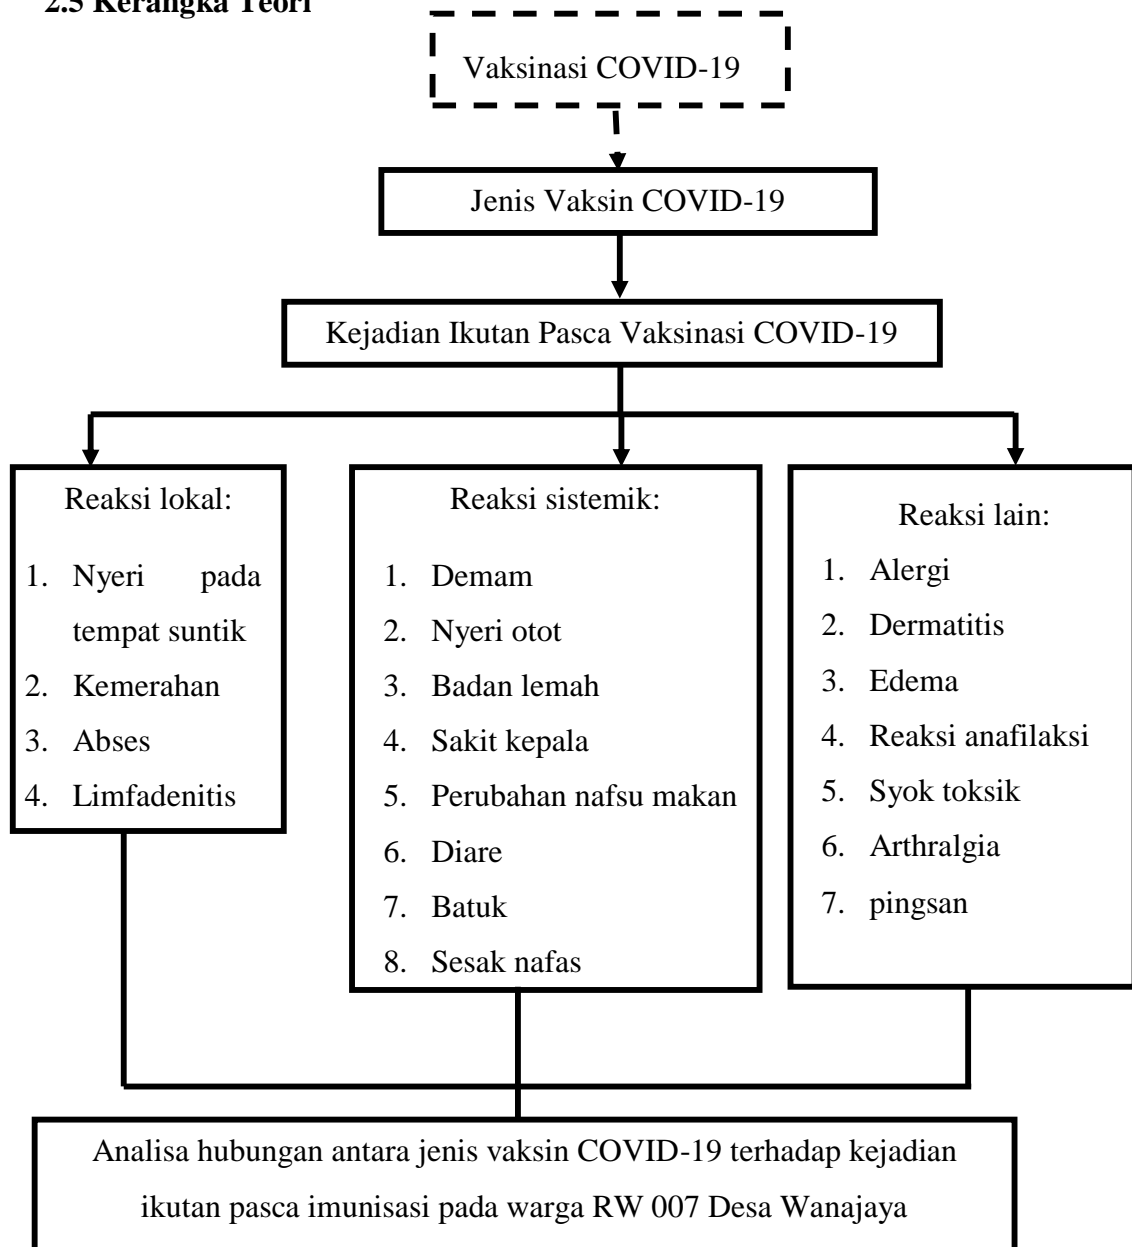 2.5 Kerangka Teori
Vaksinasi COVID-19
Jenis Vaksin COVID-19
Kejadian Ikutan Pasca Vaksinasi COVID-19
Reaksi lokal:
1. Nyeri pada
tempat suntik
2. Kemerahan
3. Abses
4. Limfadenitis
Reaksi sistemik:
1. Demam
2. Nyeri otot
3. Badan lemah
4. Sakit kepala
5. Perubahan nafsu makan
6. Diare
7. Batuk
8. Sesak nafas
Reaksi lain:
1. Alergi
2. Dermatitis
3. Edema
4. Reaksi anafilaksi
5. Syok toksik
6. Arthralgia
7. pingsan
Analisa hubungan antara jenis vaksin COVID-19 terhadap kejadian
ikutan pasca imunisasi pada warga RW 007 Desa Wanajaya